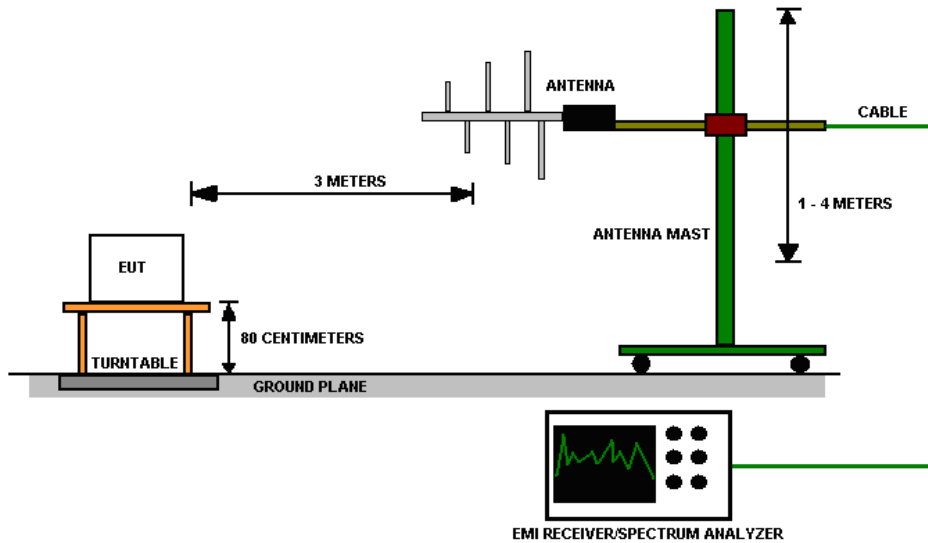 ANTENNA
CABLE
3 METERS
1 - 4 METERS
ANTENNA MAST
EUT
80 CENTIMETERS
TURNTABLE
GROUND PLANE
EMI RECEIVER/SPECTRUM ANALYZER